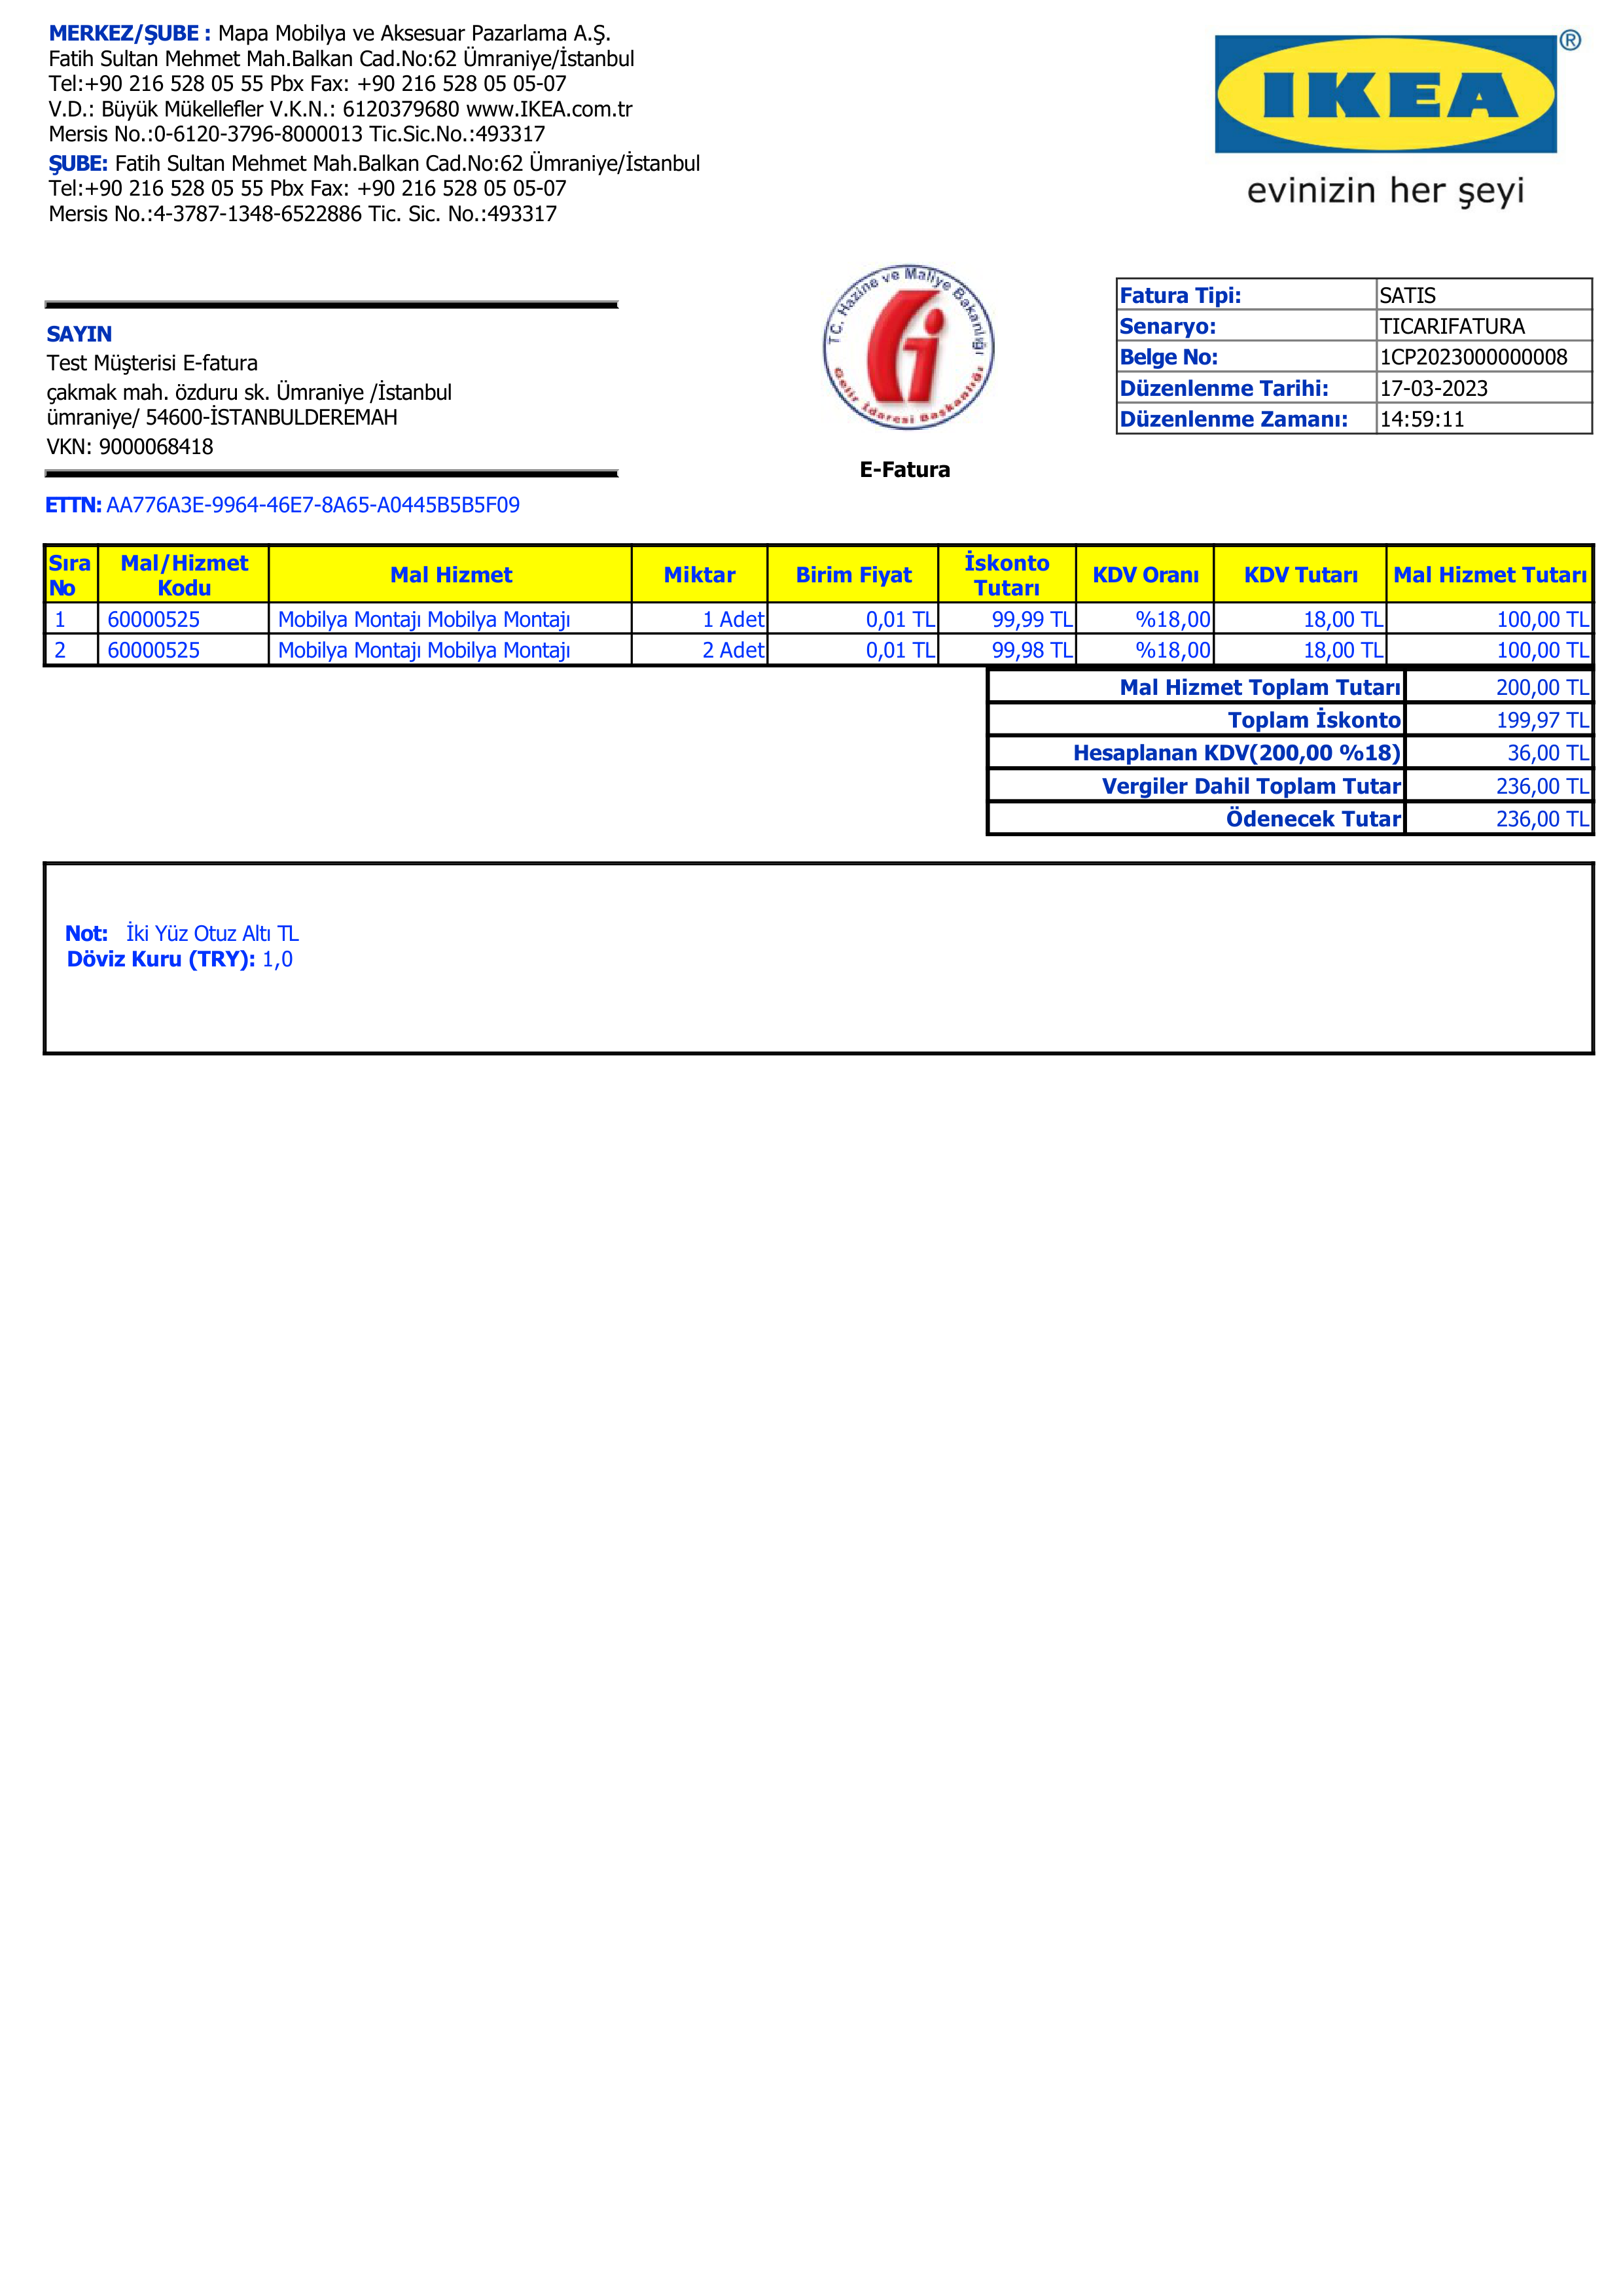 MERKEZ/ŞUBE : Mapa Mobilya ve Aksesuar Pazarlama A.Ş.
Fatih Sultan Mehmet Mah.Balkan Cad.No:62 Ümraniye/İstanbul
Tel:+90 216 528 05 55 Pbx Fax: +90 216 528 05 05-07
V.D.: Büyük Mükellefler V.K.N.: 6120379680 www.IKEA.com.tr
Mersis No.:0-6120-3796-8000013 Tic.Sic.No.:493317
ŞUBE: Fatih Sultan Mehmet Mah.Balkan Cad.No:62 Ümraniye/İstanbul
Tel:+90 216 528 05 55 Pbx Fax: +90 216 528 05 05-07
Mersis No.:4-3787-1348-6522886 Tic. Sic. No.:493317
IKEA ®
evinizin her şeyi
SAYIN
Test Müşterisi E-fatura
çakmak mah. özduru sk. Ümraniye /İstanbul
ümraniye/ 54600-İSTANBULDEREMAH
VKN: 9000068418
ETTN: AA776A3E-9964-46E7-8A65-A0445B5B5F09
TC. Hazine ve Maliye Bakanlığı
Gelir İdaresi Başkanlığı
E-Fatura
Fatura Tipi: SATIS
Senaryo: TICARIFATURA
Belge No: 1CP2023000000008
Düzenlenme Tarihi: 17-03-2023
Düzenlenme Zamanı: 14:59:11
Sıra No Mal/Hizmet Kodu Mal Hizmet Miktar Birim Fiyat İskonto Tutarı KDV Oranı KDV Tutarı Mal Hizmet Tutarı
1 60000525 Mobilya Montajı Mobilya Montajı 1 Adet 0,01 TL 99,99 TL %18,00 18,00 TL 100,00 TL
2 60000525 Mobilya Montajı Mobilya Montajı 2 Adet 0,01 TL 99,98 TL %18,00 18,00 TL 100,00 TL
Mal Hizmet Toplam Tutarı 200,00 TL
Toplam İskonto 199,97 TL
Hesaplanan KDV(200,00 %18) 36,00 TL
Vergiler Dahil Toplam Tutar 236,00 TL
Ödenecek Tutar 236,00 TL
Not: İki Yüz Otuz Altı TL
Döviz Kuru (TRY): 1,0